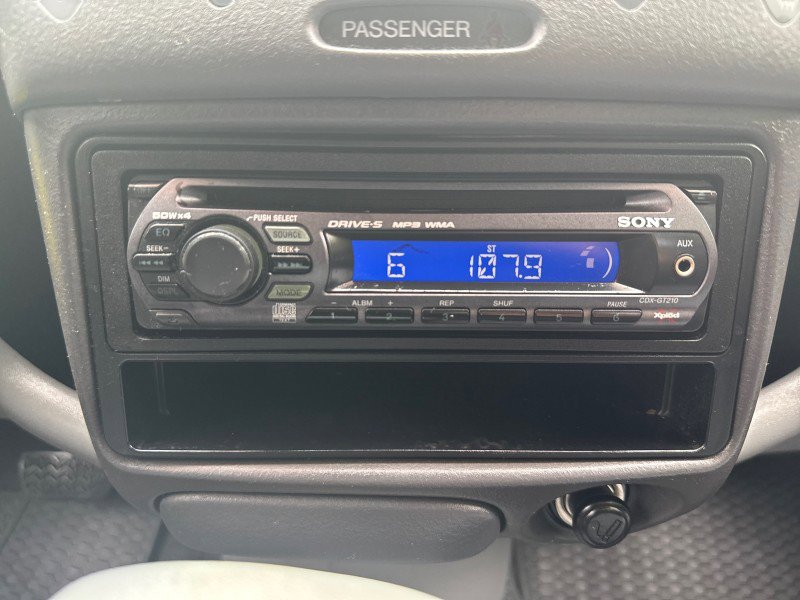 PASSENGER
50Wx4
PUSH SELECT
DRIVE-S MP3 WMA
SONY
EQ
SOURCE
ST
AUX
SEEK−
SEEK+
6 107.9
DIM
MODE
− ALBM + REP SHUF PAUSE
CDX-GT210
1 2 3 4 5 6
Xplod